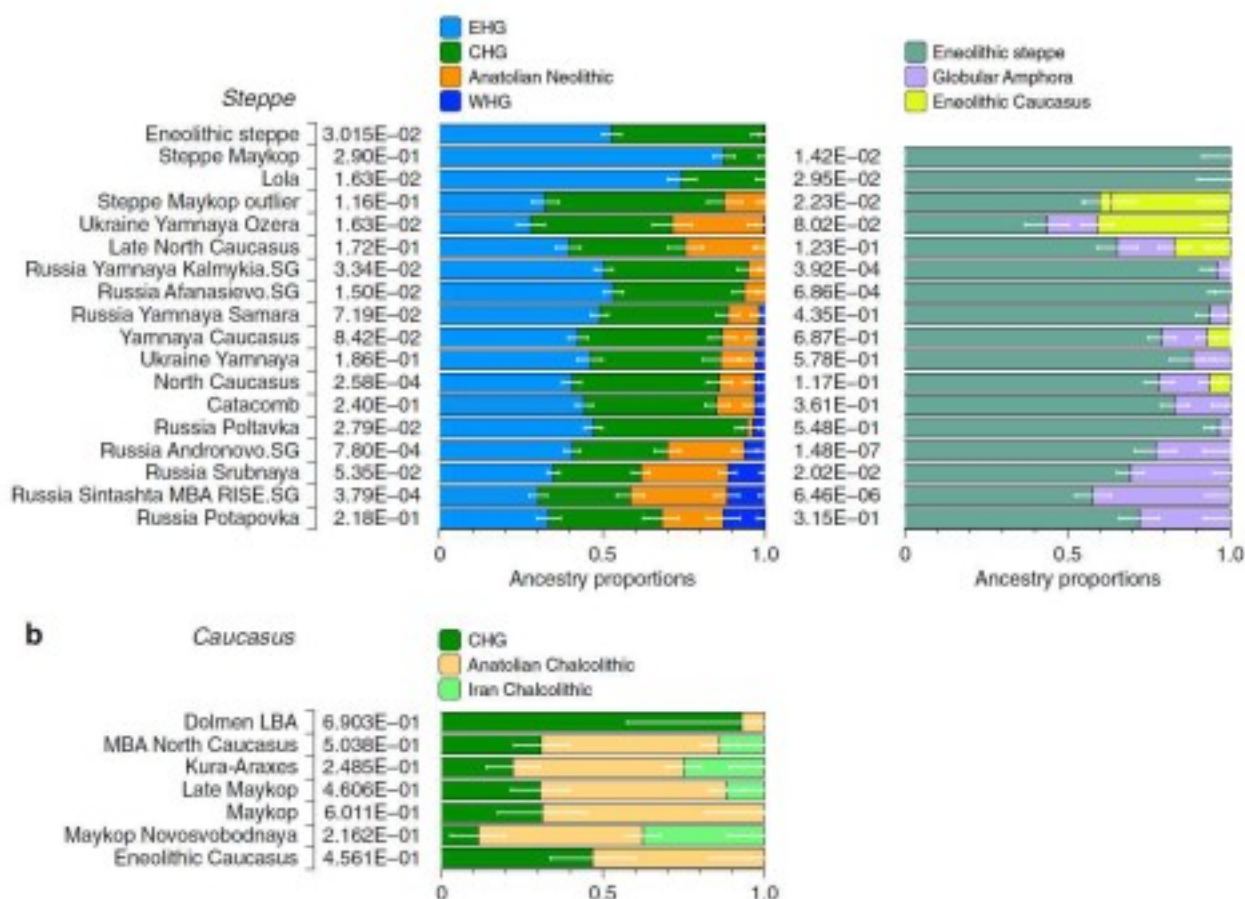 EHG
CHG
Anatolian Neolithic
WHG
Eneolithic steppe
Globular Amphora
Eneolithic Caucasus
Steppe
Eneolithic steppe 3.015E-02
Steppe Maykop 2.90E-01 1.42E-02
Lola 1.63E-02 2.95E-02
Steppe Maykop outlier 1.16E-01 2.23E-02
Ukraine Yamnaya Ozera 1.63E-02 8.02E-02
Late North Caucasus 1.72E-01 1.23E-01
Russia Yamnaya Kalmykia.SG 3.34E-02 3.92E-04
Russia Afanasievo.SG 1.50E-02 6.86E-04
Russia Yamnaya Samara 7.19E-02 4.35E-01
Yamnaya Caucasus 8.42E-02 6.87E-01
Ukraine Yamnaya 1.86E-01 5.78E-01
North Caucasus 2.58E-04 1.17E-01
Catacomb 2.40E-01 3.61E-01
Russia Poltavka 2.79E-02 5.48E-01
Russia Andronovo.SG 7.80E-04 1.48E-07
Russia Srubnaya 5.35E-02 2.02E-02
Russia Sintashta MBA RISE.SG 3.79E-04 6.46E-06
Russia Potapovka 2.18E-01 3.15E-01
0 0.5 1.0 0 0.5 1.0
Ancestry proportions Ancestry proportions
b Caucasus
CHG
Anatolian Chalcolithic
Iran Chalcolithic
Dolmen LBA 6.903E-01
MBA North Caucasus 5.038E-01
Kura-Araxes 2.485E-01
Late Maykop 4.606E-01
Maykop 6.011E-01
Maykop Novosvobodnaya 2.162E-01
Eneolithic Caucasus 4.561E-01
0 0.5 1.0